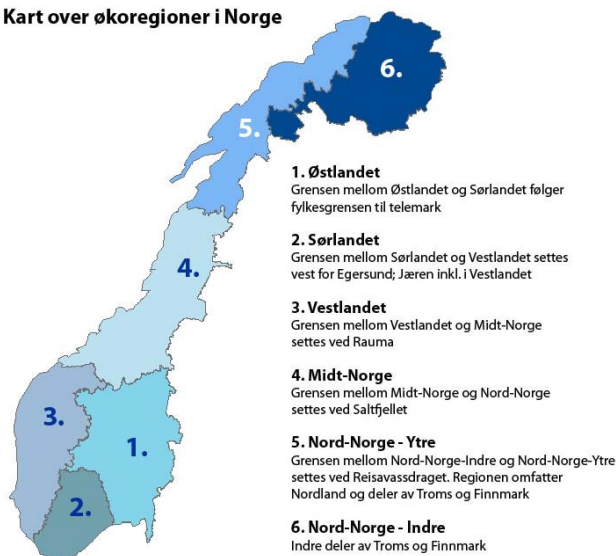 Kart over økoregioner i Norge
6.
5.
4.
3.
1.
2.
1. Østlandet
Grensen mellom Østlandet og Sørlandet følger
fylkesgrensen til telemark
2. Sørlandet
Grensen mellom Sørlandet og Vestlandet settes
vest for Egersund; Jæren inkl. i Vestlandet
3. Vestlandet
Grensen mellom Vestlandet og Midt-Norge
settes ved Rauma
4. Midt-Norge
Grensen mellom Midt-Norge og Nord-Norge
settes ved Saltfjellet
5. Nord-Norge - Ytre
Grensen mellom Nord-Norge-Indre og Nord-Norge-Ytre
settes ved Reisavassdraget. Regionen omfatter
Nordland og deler av Troms og Finnmark
6. Nord-Norge - Indre
Indre deler av Troms og Finnmark